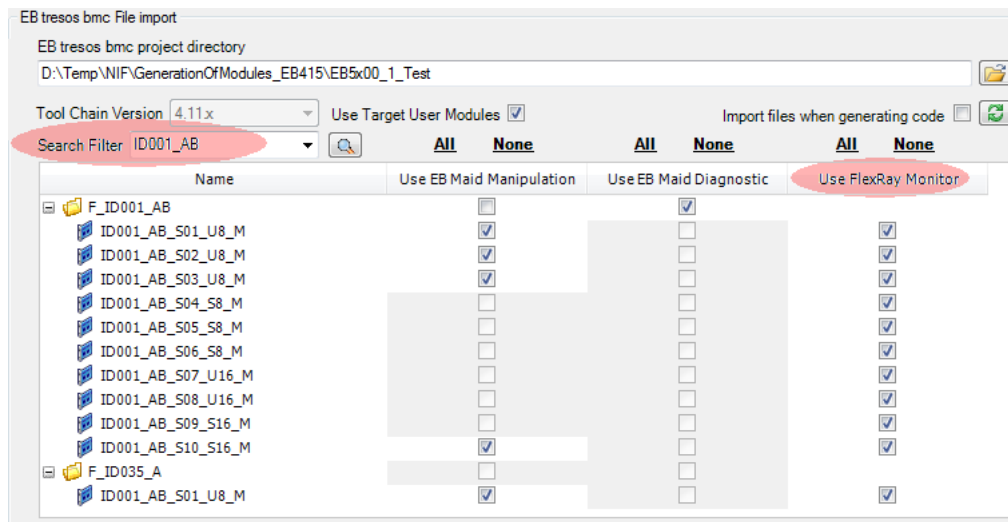 EB tresos bmc File import
EB tresos bmc project directory
D:\Temp\NIF\GenerationOfModules_EB415\EB5x00_1_Test
Tool Chain Version 4.11.x Use Target User Modules Import files when generating code
Search Filter ID001_AB All None All None All None
Name Use EB Maid Manipulation Use EB Maid Diagnostic Use FlexRay Monitor
F_ID001_AB
ID001_AB_S01_U8_M
ID001_AB_S02_U8_M
ID001_AB_S03_U8_M
ID001_AB_S04_S8_M
ID001_AB_S05_S8_M
ID001_AB_S06_S8_M
ID001_AB_S07_U16_M
ID001_AB_S08_U16_M
ID001_AB_S09_S16_M
ID001_AB_S10_S16_M
F_ID035_A
ID001_AB_S01_U8_M